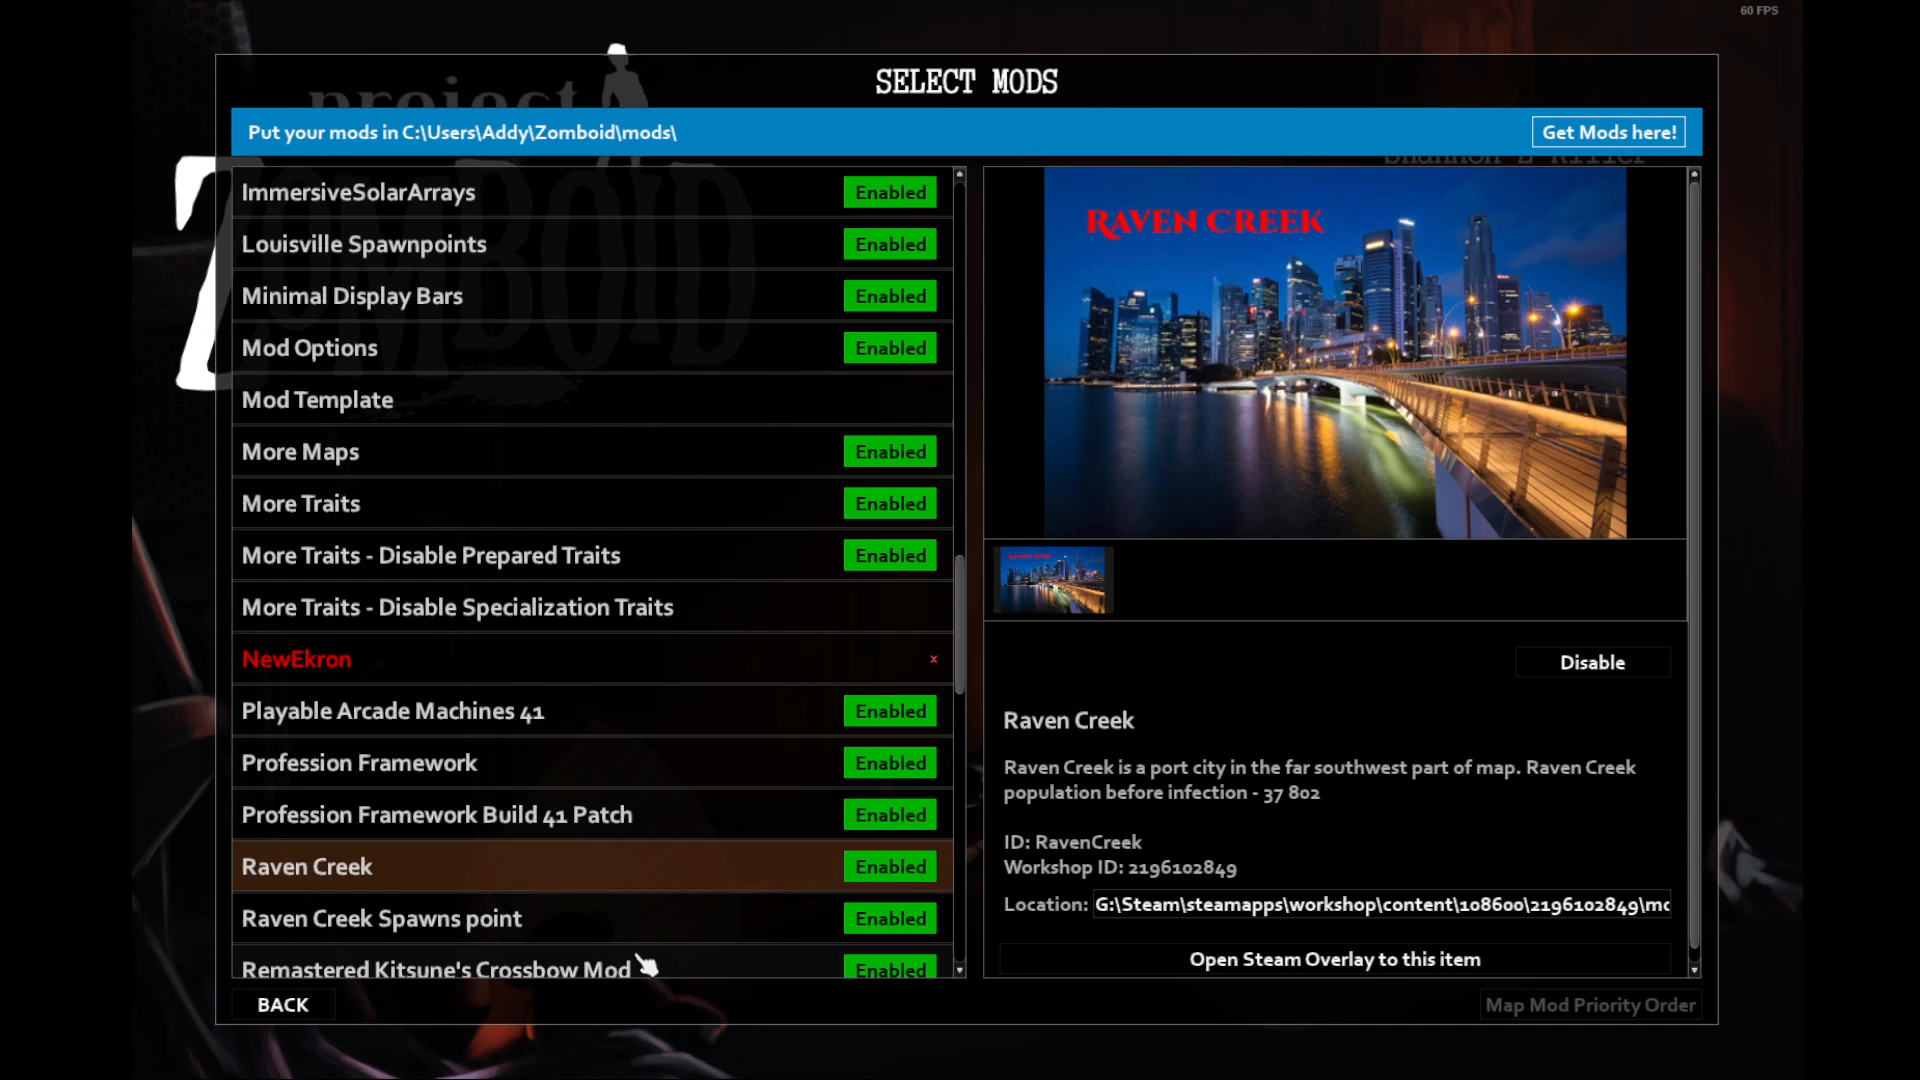 60 FPS
project
ZOMBOID
SELECT MODS
Put your mods in C:\Users\Addy\Zomboid\mods\
Get Mods here!
ImmersiveSolarArrays
Enabled
Louisville Spawnpoints
Enabled
Minimal Display Bars
Enabled
Mod Options
Enabled
Mod Template
More Maps
Enabled
More Traits
Enabled
More Traits - Disable Prepared Traits
Enabled
More Traits - Disable Specialization Traits
NewEkron
x
Playable Arcade Machines 41
Enabled
Profession Framework
Enabled
Profession Framework Build 41 Patch
Enabled
Raven Creek
Enabled
Raven Creek Spawns point
Enabled
Remastered Kitsune's Crossbow Mod
Enabled
BACK
RAVEN CREEK
Disable
Raven Creek
Raven Creek is a port city in the far southwest part of map. Raven Creek
population before infection - 37 802
ID: RavenCreek
Workshop ID: 2196102849
Location: G:\Steam\steamapps\workshop\content\108600\2196102849\mo
Open Steam Overlay to this item
Map Mod Priority Order